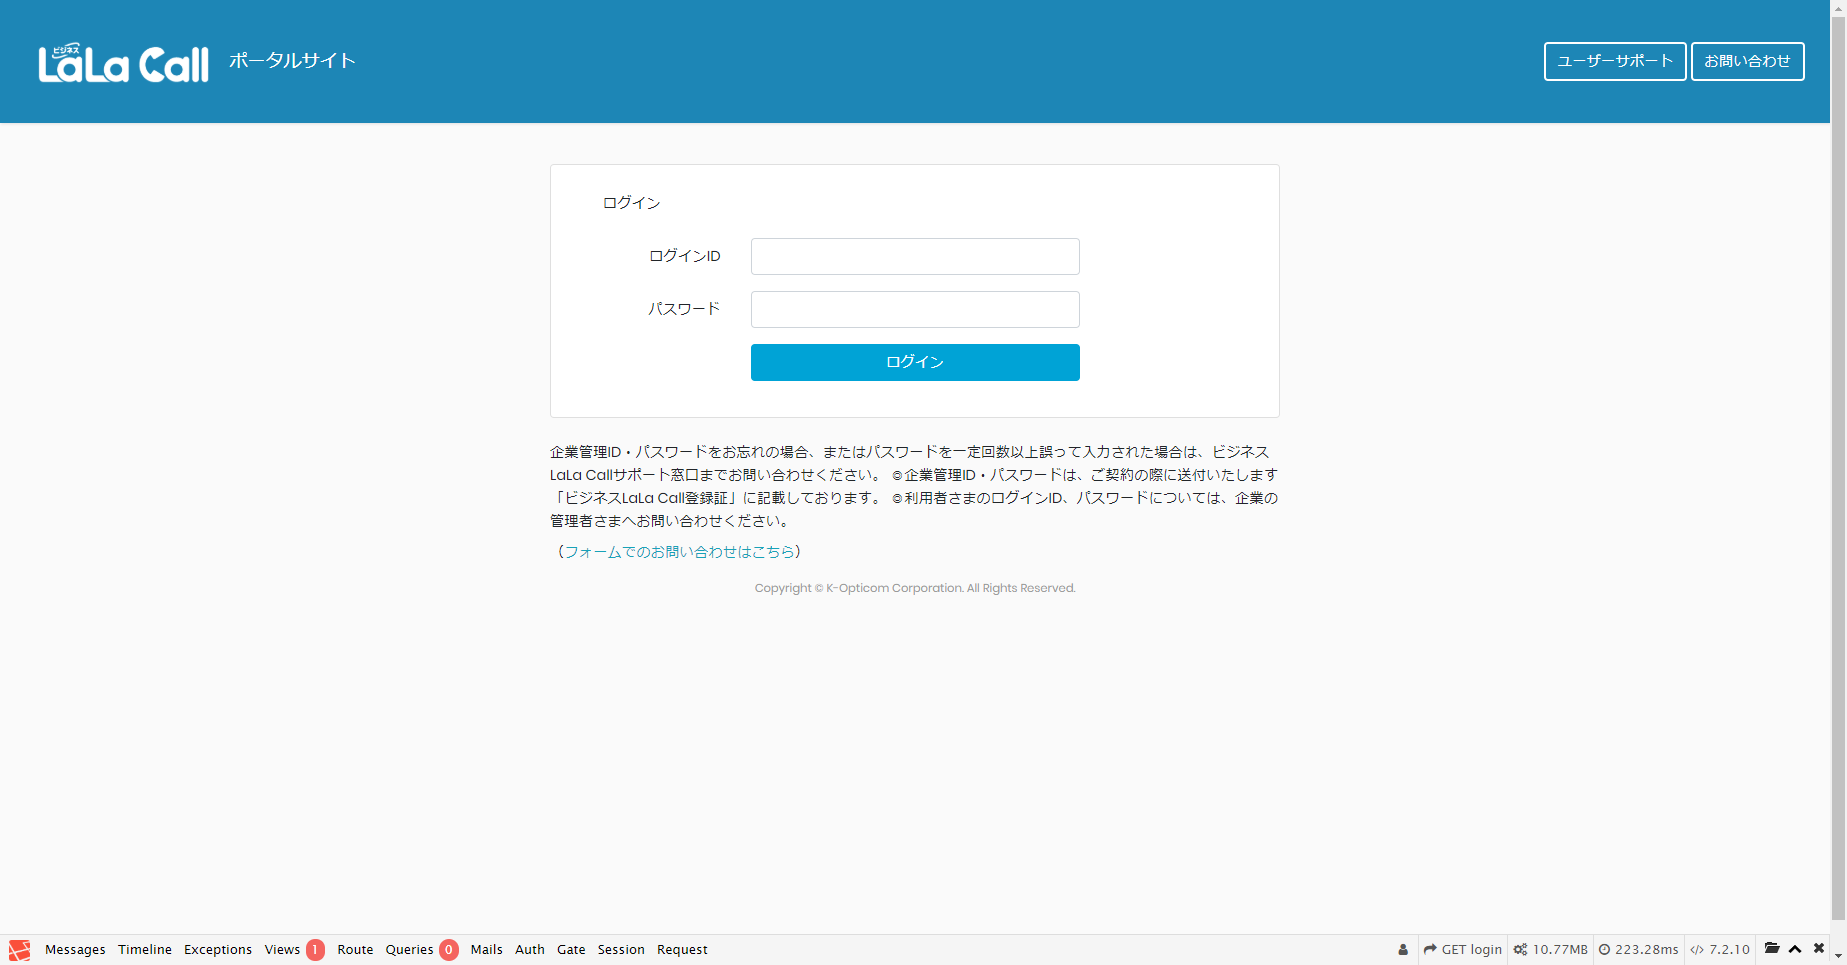 ビジネス
LaLa Call ポータルサイト
ユーザーサポート お問い合わせ
ログイン
ログインID
パスワード
ログイン
企業管理ID・パスワードをお忘れの場合、またはパスワードを一定回数以上誤って入力された場合は、ビジネス
LaLa Callサポート窓口までお問い合わせください。 ◎企業管理ID・パスワードは、ご契約の際に送付いたします
「ビジネスLaLa Call登録証」に記載しております。 ◎利用者さまのログインID、パスワードについては、企業の
管理者さまへお問い合わせください。
（フォームでのお問い合わせはこちら）
Copyright © K-Opticom Corporation. All Rights Reserved.
Messages Timeline Exceptions Views 1 Route Queries 0 Mails Auth Gate Session Request GET login 10.77MB 223.28ms 7.2.10